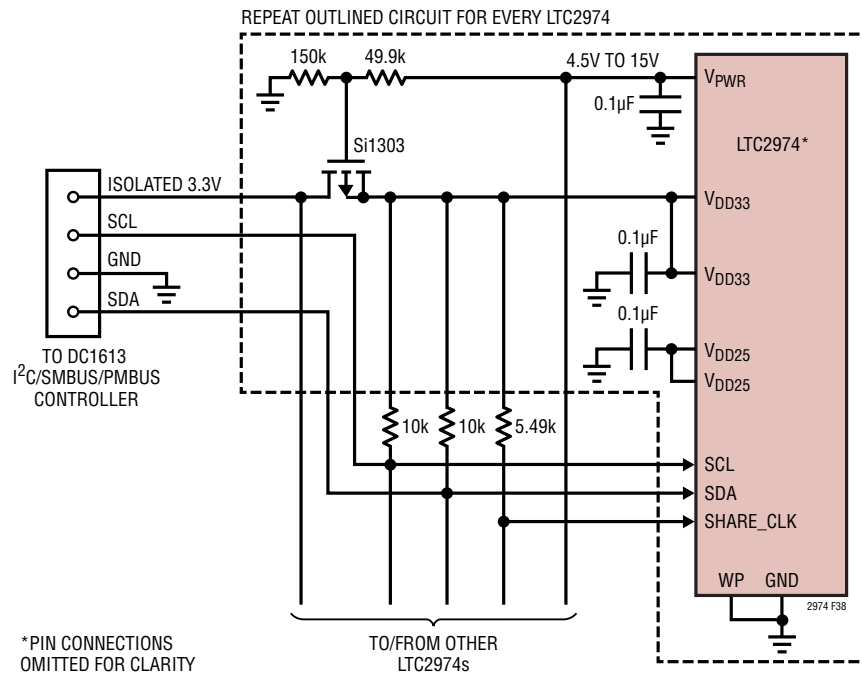 REPEAT OUTLINED CIRCUIT FOR EVERY LTC2974
150k
49.9k
4.5V TO 15V
VPWR
0.1µF
Si1303
LTC2974*
ISOLATED 3.3V
VDD33
SCL
0.1µF
GND
VDD33
SDA
0.1µF
VDD25
VDD25
TO DC1613
I2C/SMBUS/PMBUS
CONTROLLER
10k
10k
5.49k
SCL
SDA
SHARE_CLK
WP
GND
2974 F38
*PIN CONNECTIONS
OMITTED FOR CLARITY
TO/FROM OTHER
LTC2974s